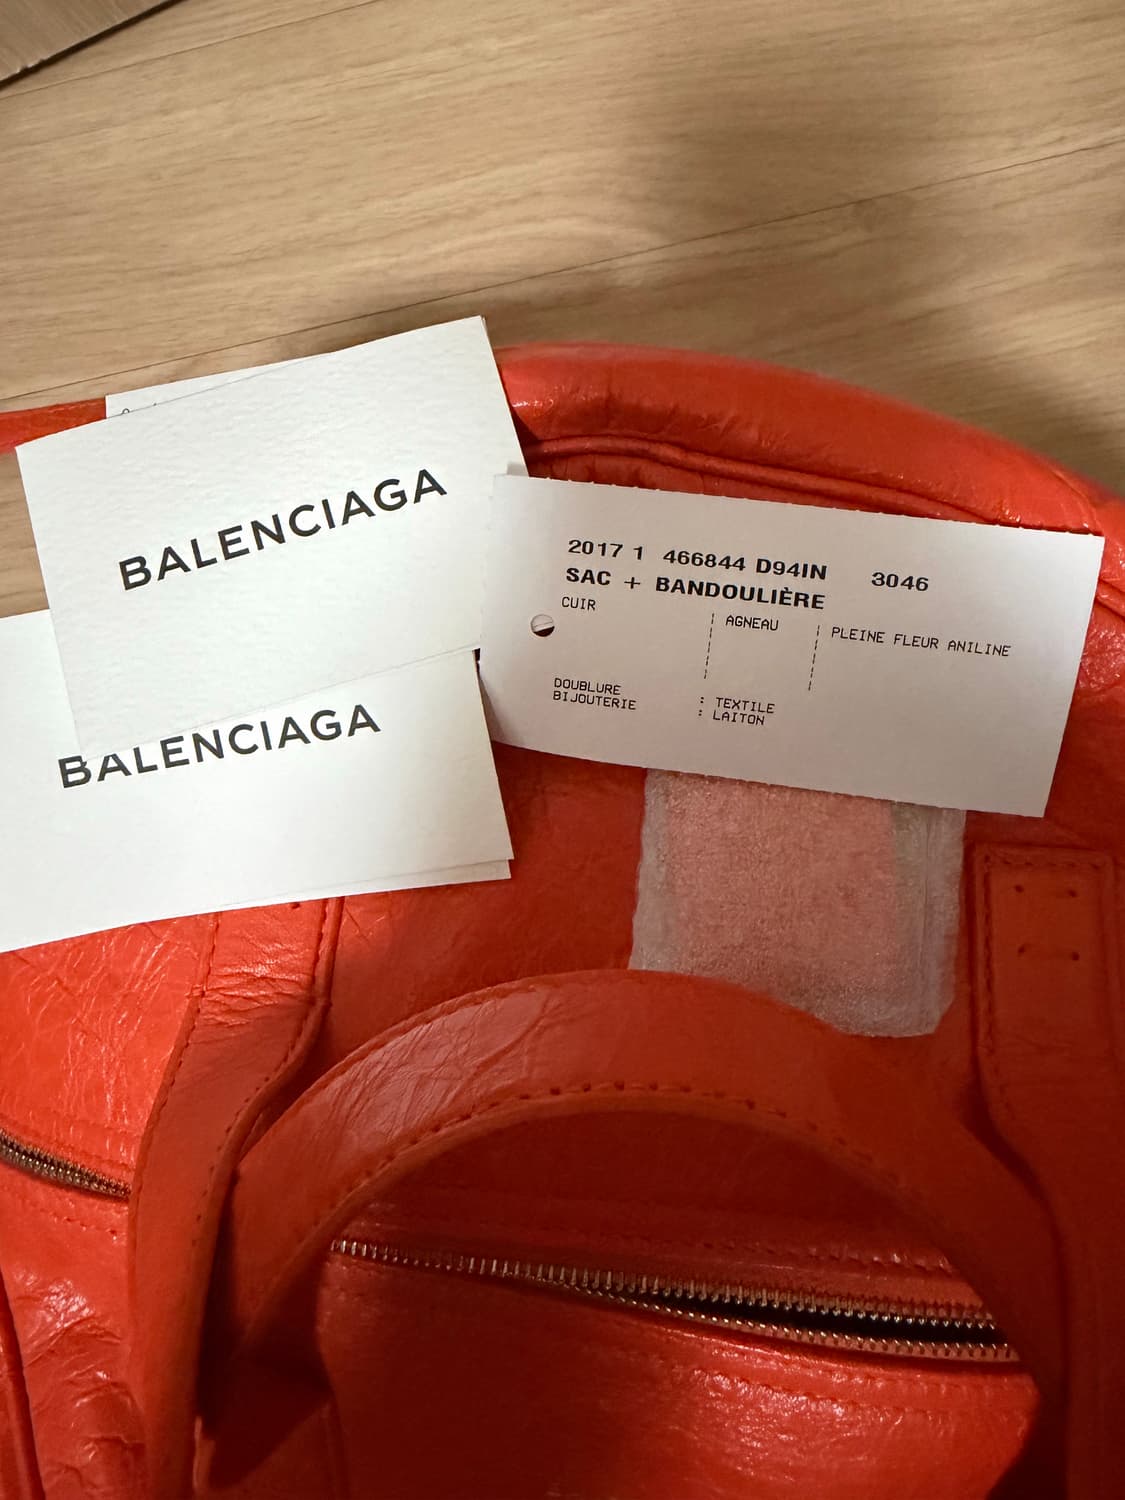 BALENCIAGA
BALENCIAGA
2017 1 466844 D94IN 3046
SAC + BANDOULIÈRE
CUIR AGNEAU PLEINE FLEUR ANILINE
DOUBLURE : TEXTILE
BIJOUTERIE : LAITON